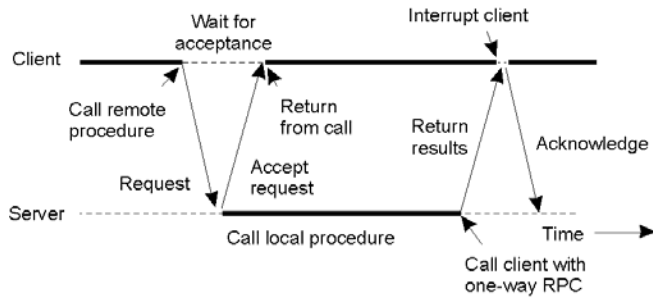 Interrupt client
Wait for
acceptance
Client
Call remote
procedure
Return
from call
Return
results
Acknowledge
Request
Accept
request
Server
Call local procedure
Time
Call client with
one-way RPC